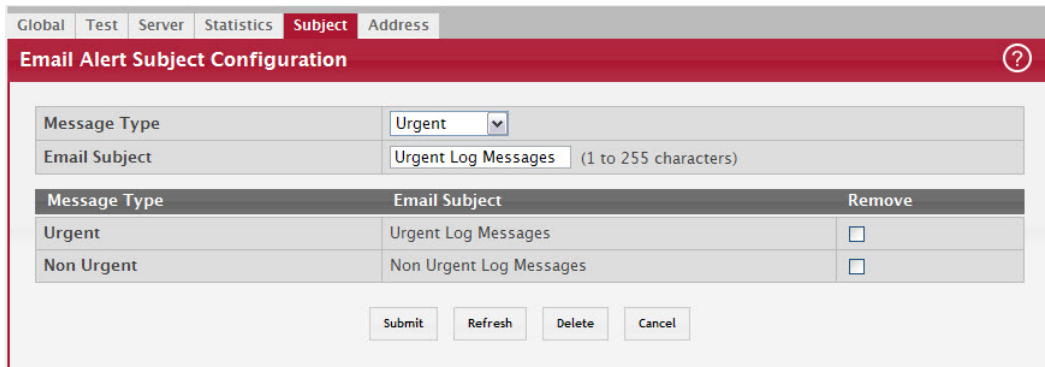 Global Test Server Statistics Subject Address
Email Alert Subject Configuration ?
Message Type Urgent
Email Subject Urgent Log Messages (1 to 255 characters)
Message Type Email Subject Remove
Urgent Urgent Log Messages
Non Urgent Non Urgent Log Messages
Submit Refresh Delete Cancel